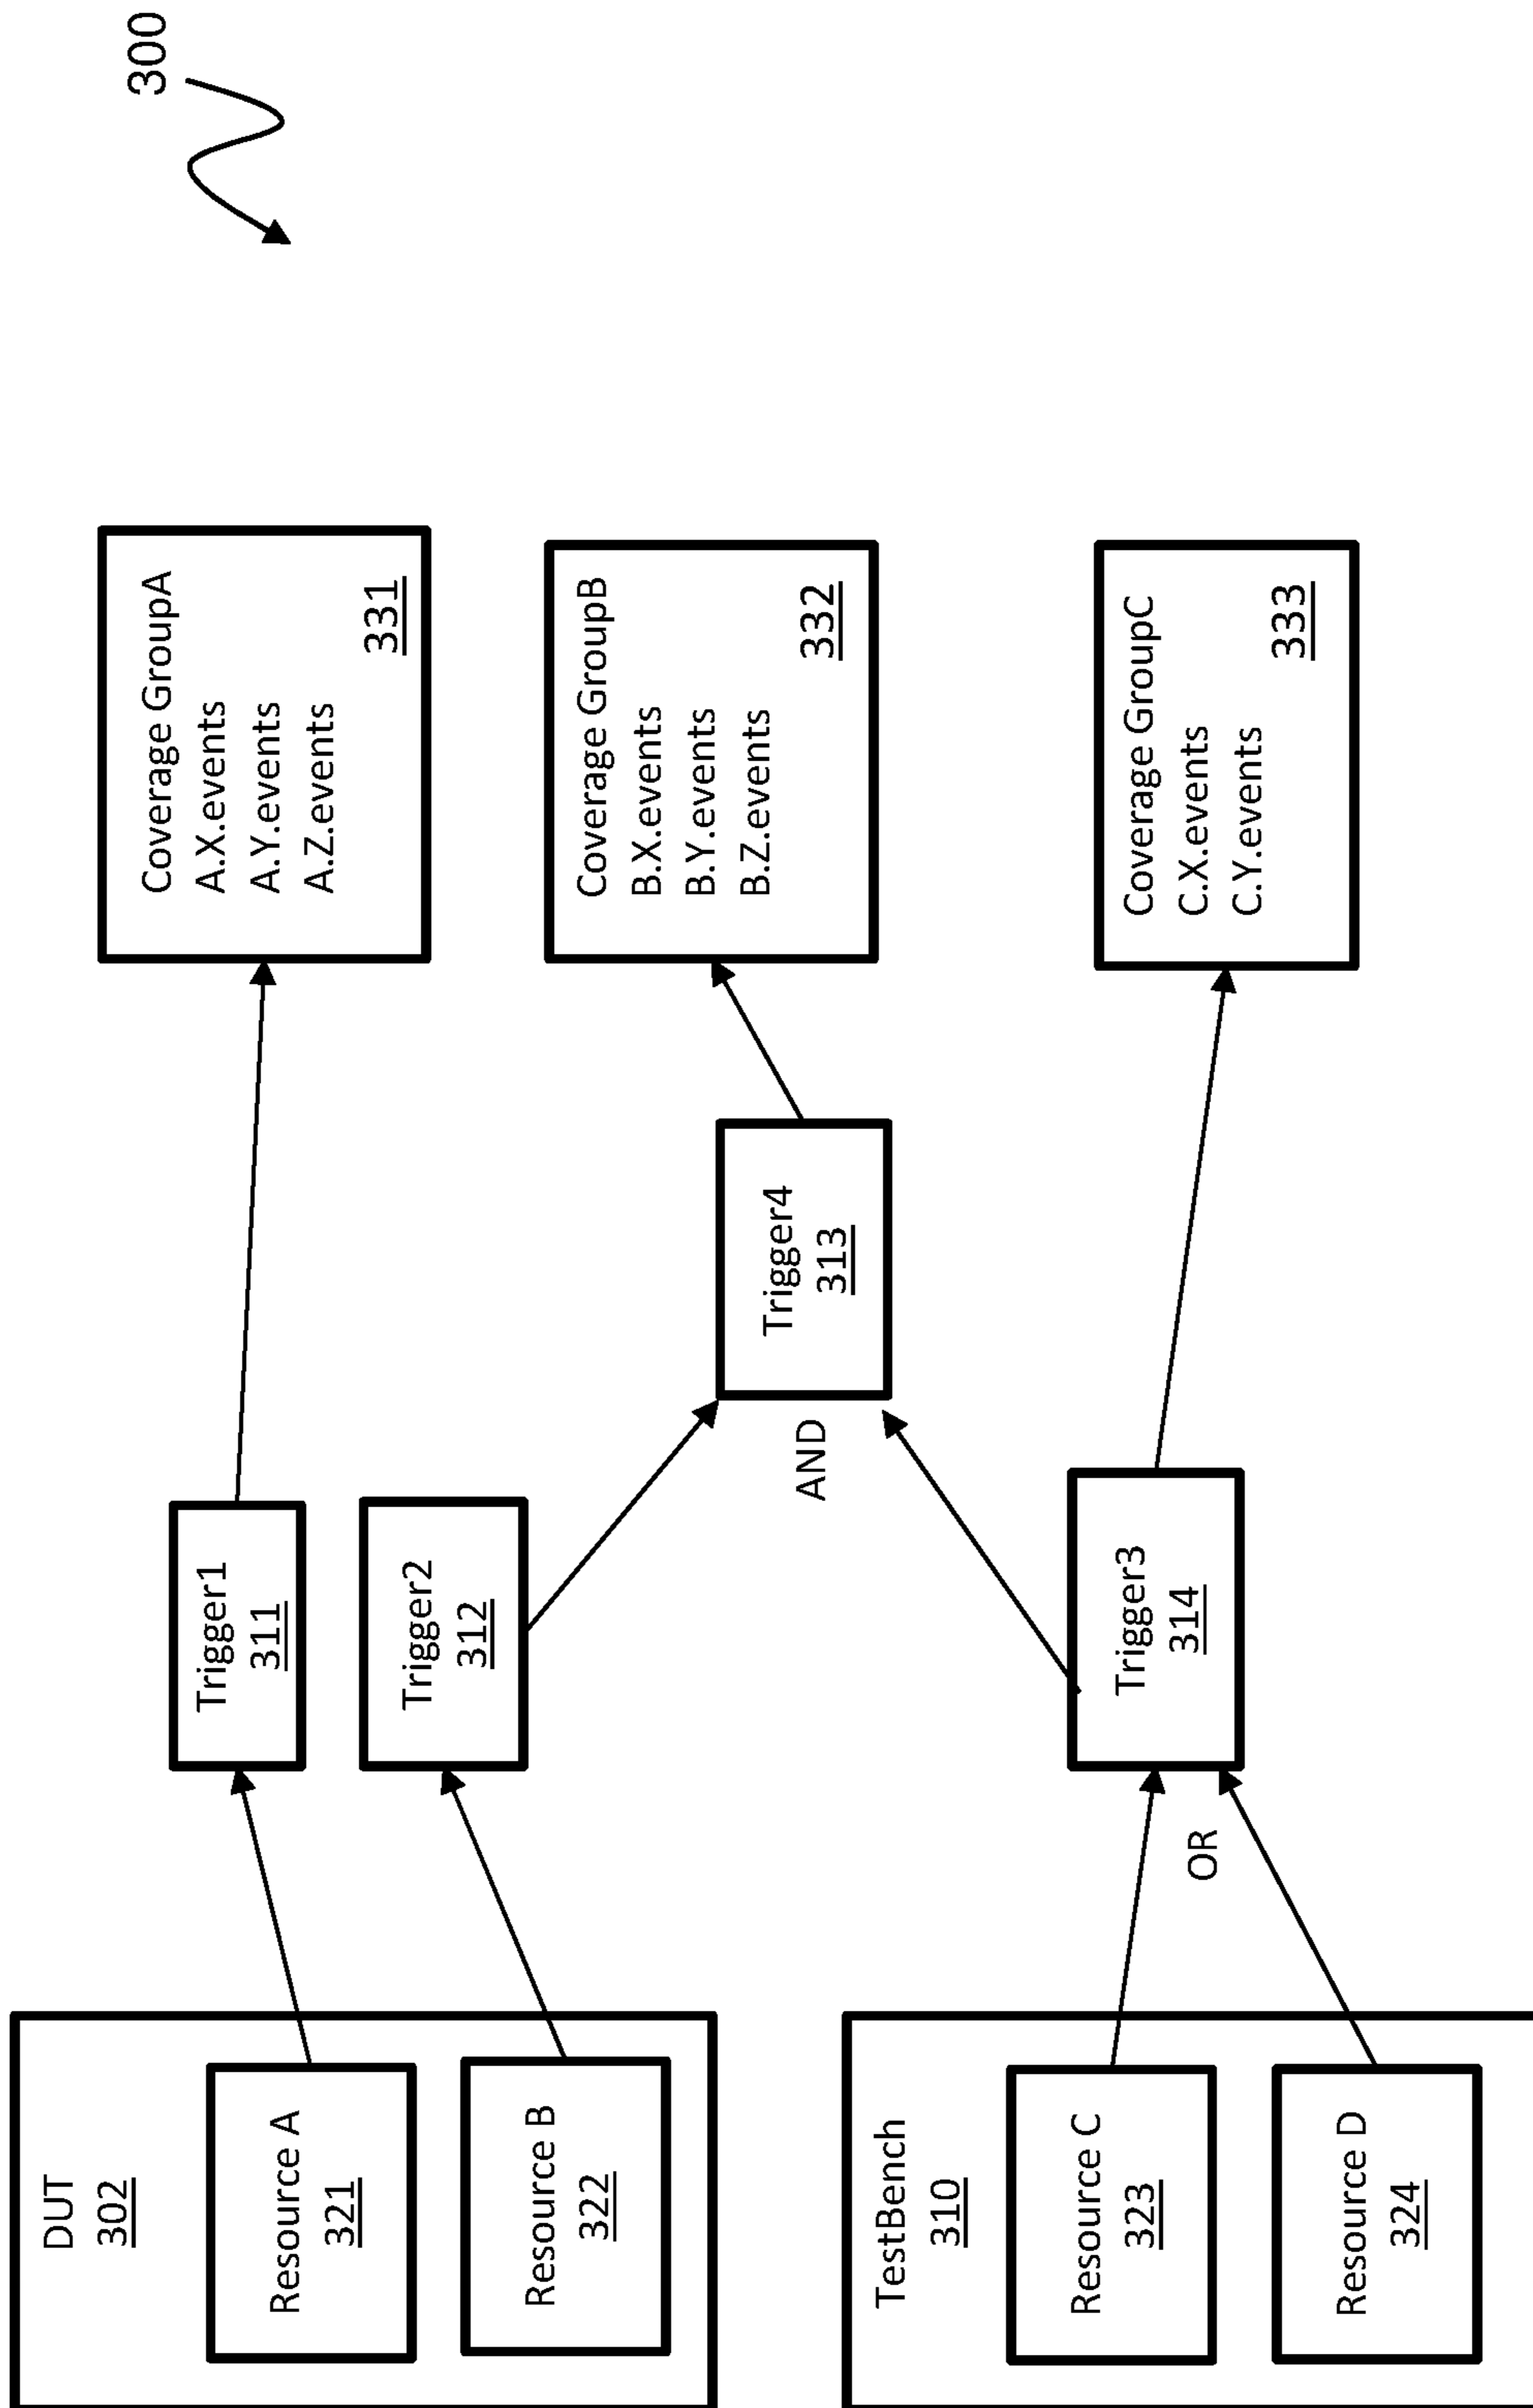 300
DUT
302
Resource A
321
Resource B
322
TestBench
310
Resource C
323
Resource D
324
Trigger1
311
Trigger2
312
OR
Trigger3
314
AND
Trigger4
313
Coverage GroupA
A.X.events
A.Y.events
A.Z.events
331
Coverage GroupB
B.X.events
B.Y.events
B.Z.events
332
Coverage GroupC
C.X.events
C.Y.events
333